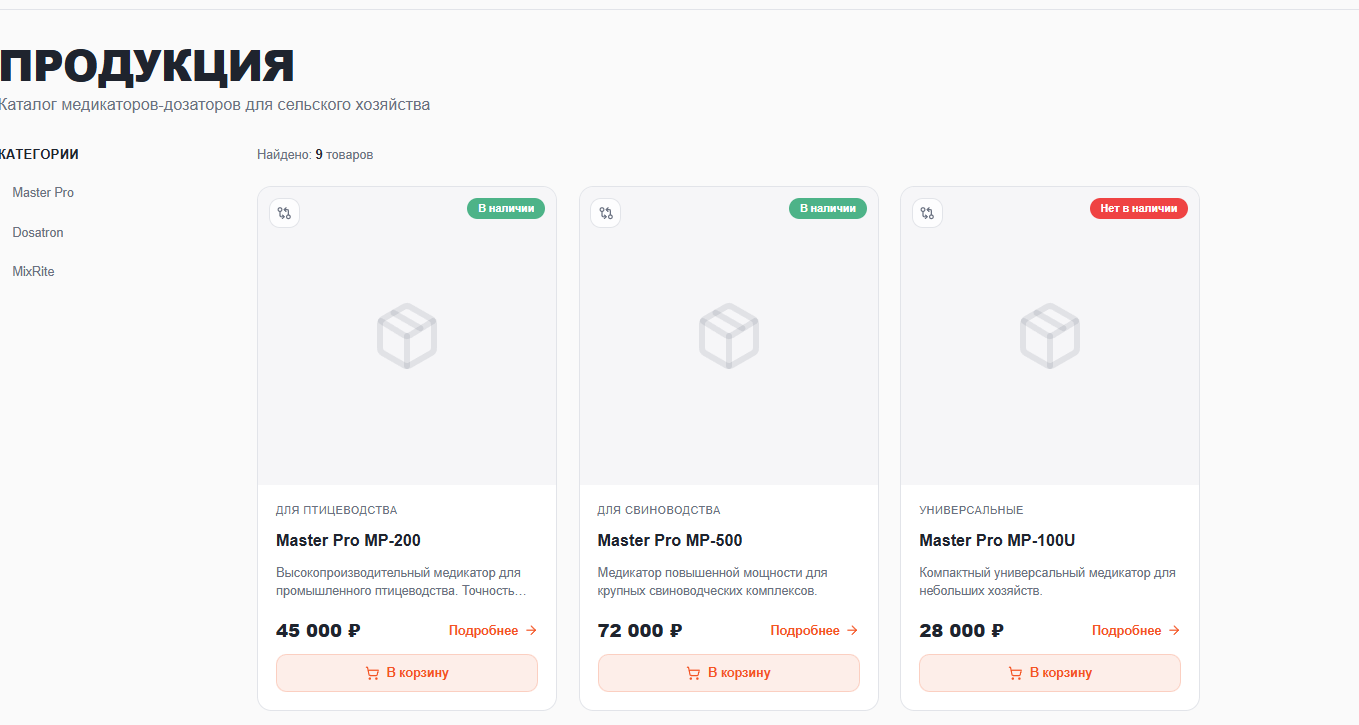 ПРОДУКЦИЯ
Каталог медикаторов-дозаторов для сельского хозяйства
КАТЕГОРИИ
Master Pro
Dosatron
MixRite
Найдено: 9 товаров
В наличии
ДЛЯ ПТИЦЕВОДСТВА
Master Pro MP-200
Высокопроизводительный медикатор для
промышленного птицеводства. Точность...
45 000 ₽
Подробнее →
В корзину
В наличии
ДЛЯ СВИНОВОДСТВА
Master Pro MP-500
Медикатор повышенной мощности для
крупных свиноводческих комплексов.
72 000 ₽
Подробнее →
В корзину
Нет в наличии
УНИВЕРСАЛЬНЫЕ
Master Pro MP-100U
Компактный универсальный медикатор для
небольших хозяйств.
28 000 ₽
Подробнее →
В корзину